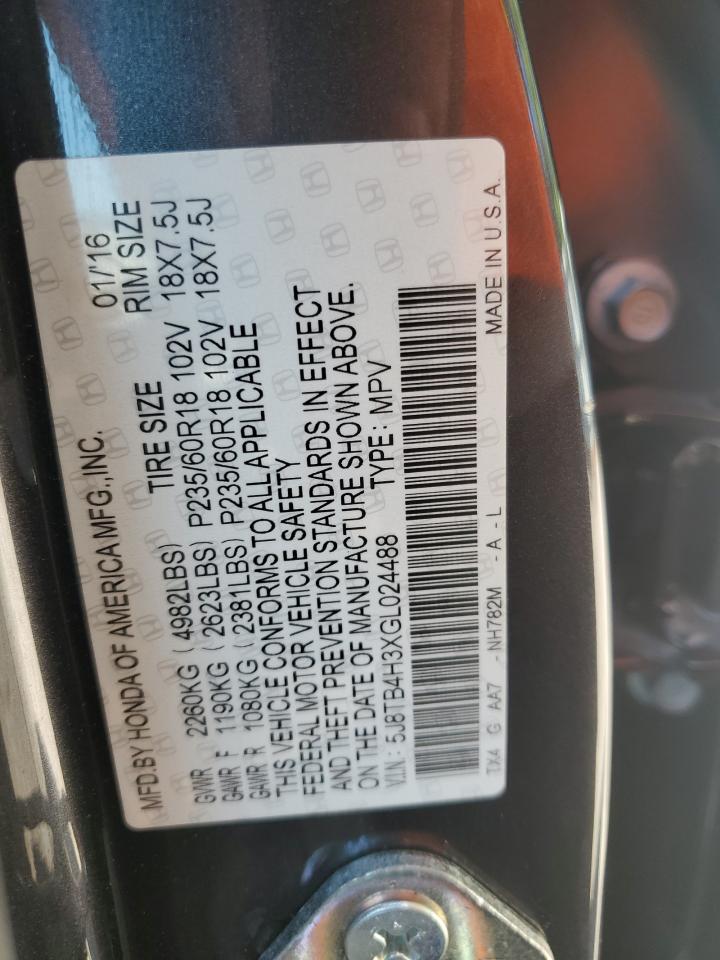 MFD.BY HONDA OF AMERICA MFG.,INC. 01/'16
TIRE SIZE RIM SIZE
GVWR 2260KG (4982LBS)
GAWR F 1190KG (2623LBS) P235/60R18 102V 18X7.5J
GAWR R 1080KG (2381LBS) P235/60R18 102V 18X7.5J
THIS VEHICLE CONFORMS TO ALL APPLICABLE
FEDERAL MOTOR VEHICLE SAFETY
AND THEFT PREVENTION STANDARDS IN EFFECT
ON THE DATE OF MANUFACTURE SHOWN ABOVE.
V.I.N.: 5J8TB4H3XGL024488 TYPE: MPV
TX4 G AA7 - NH782M - A - L MADE IN U.S.A.